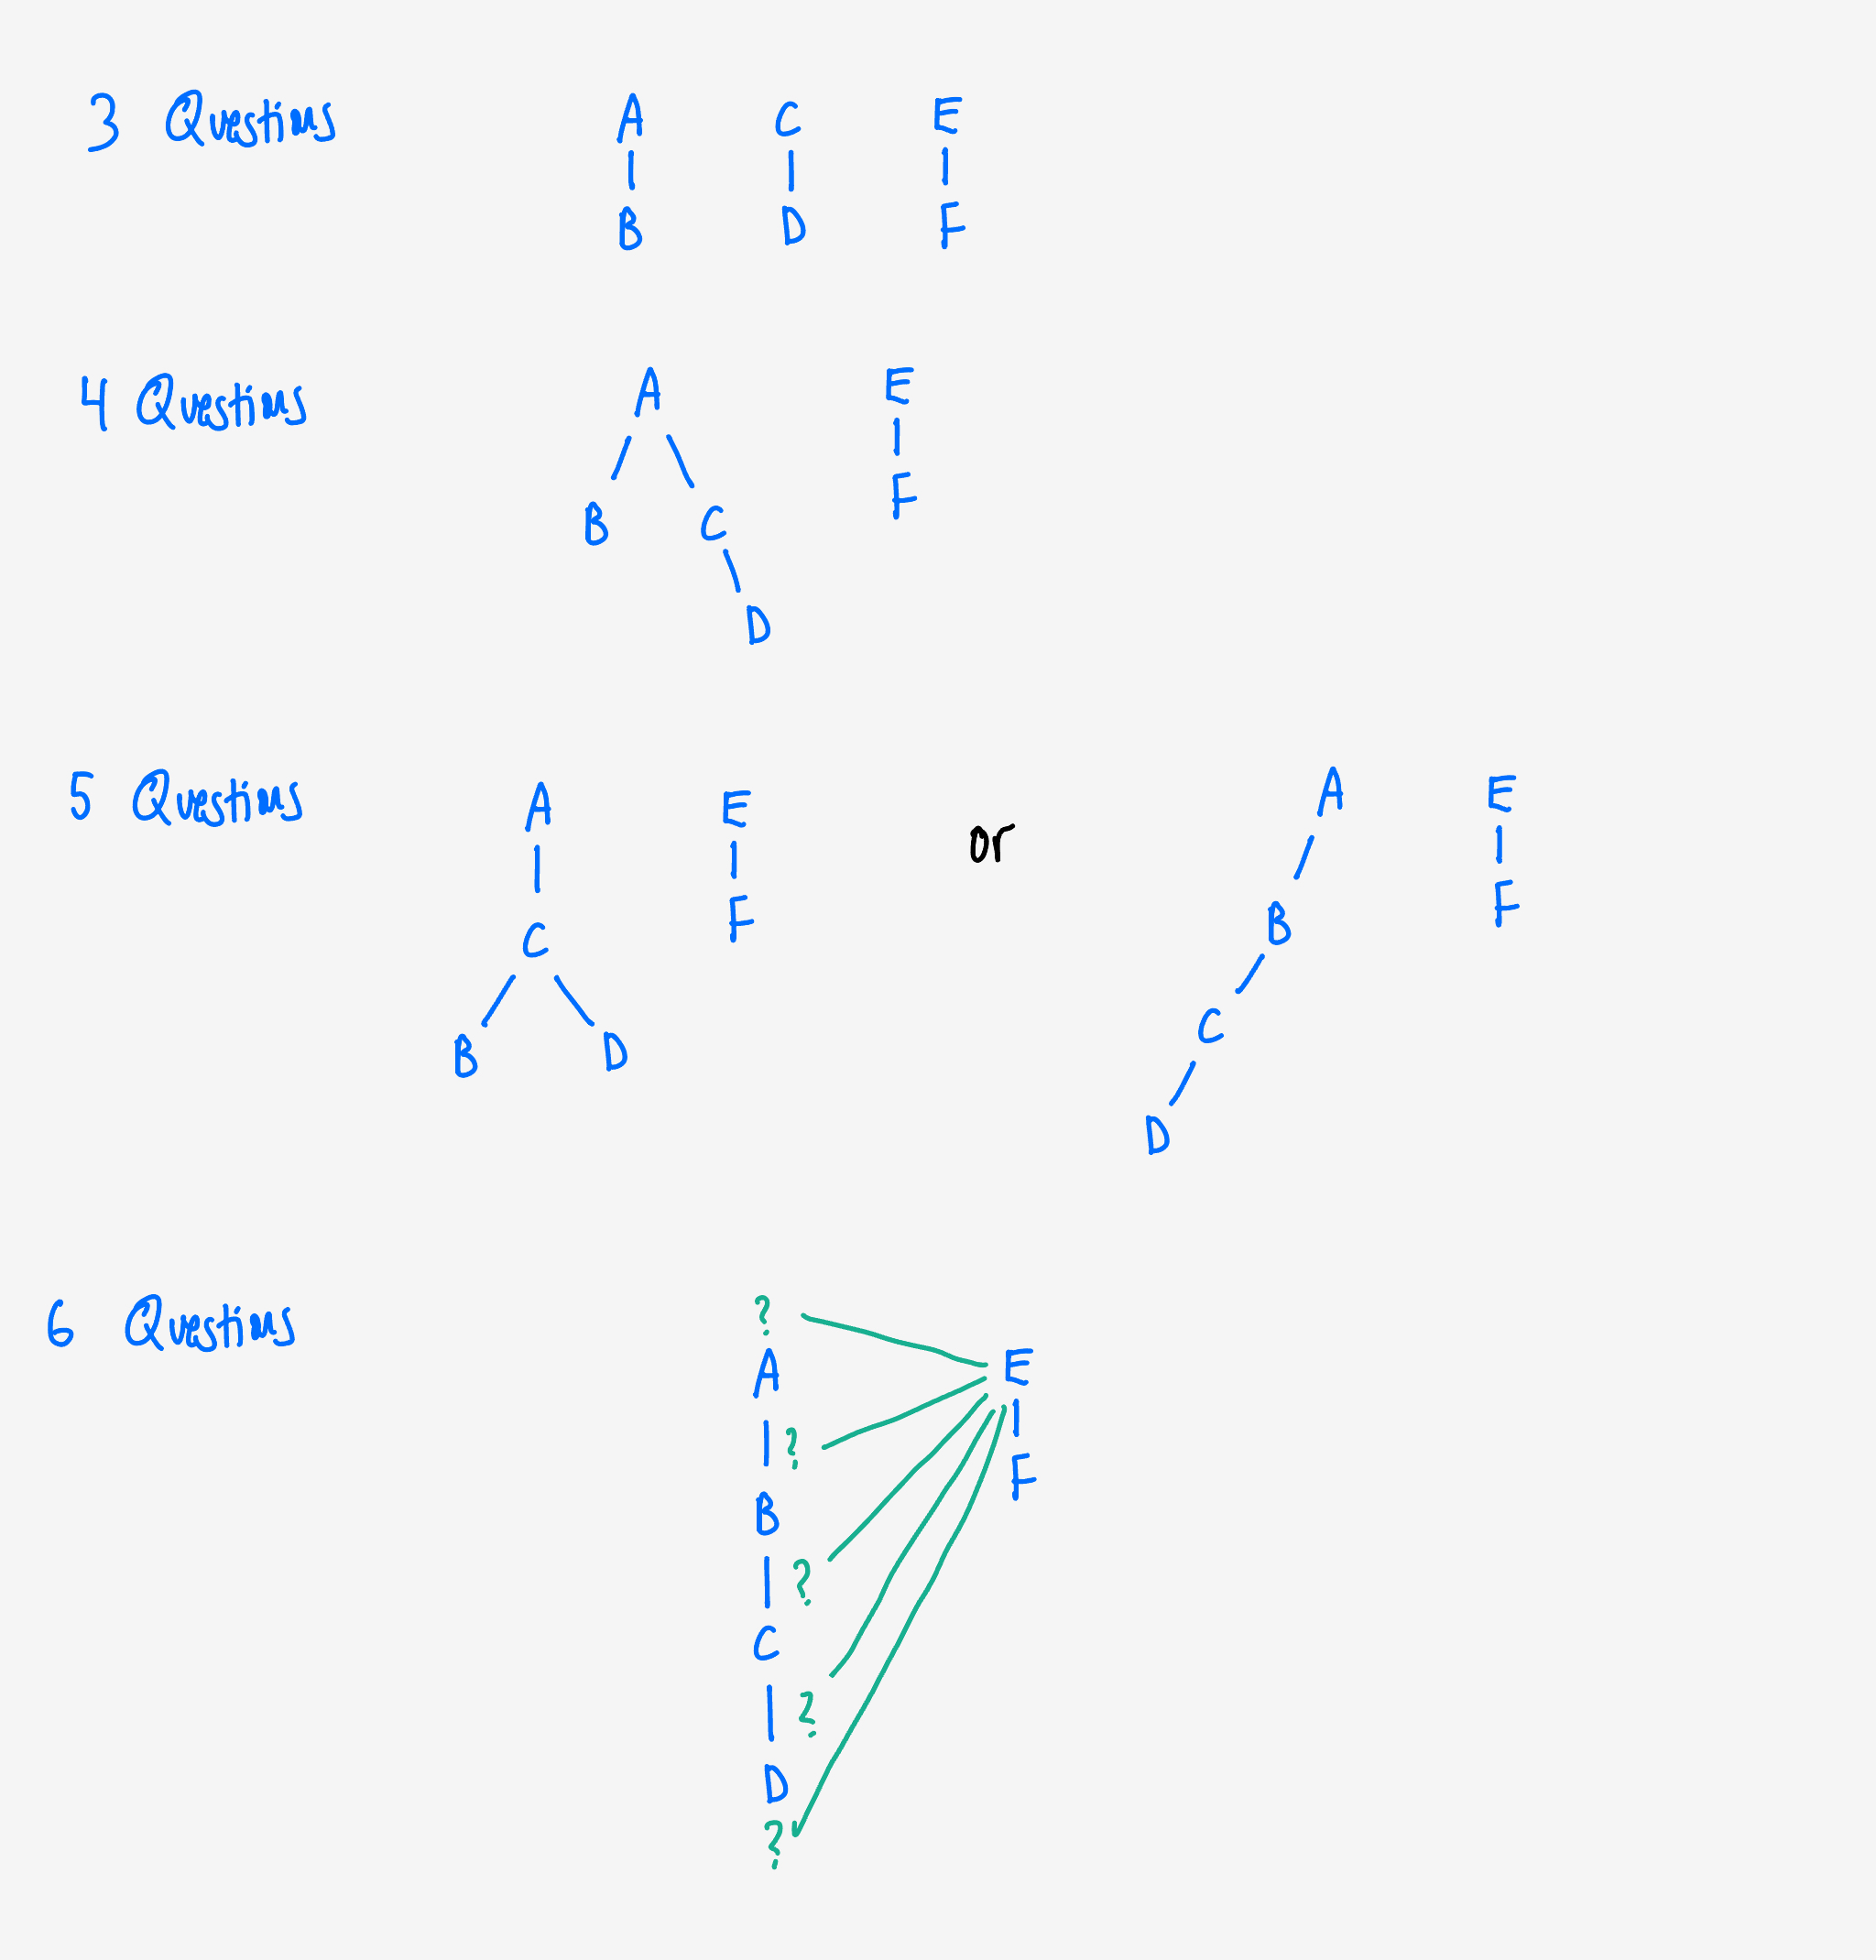 3 Questions
A C E
B D F
4 Questions
A E
B C F
D
5 Questions
A E
C F
B D
or
A E
B F
C
D
6 Questions
?
A E
?
B F
?
C
?
D
?